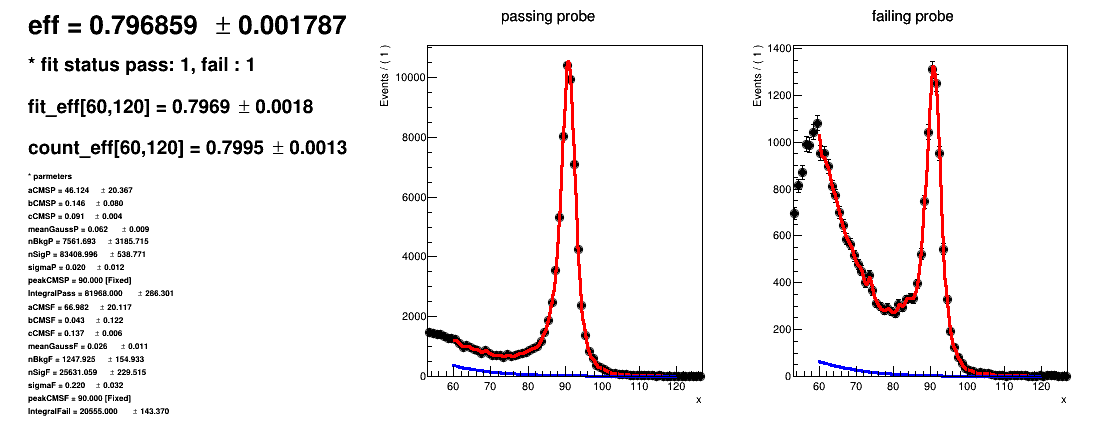 eff = 0.796859 ± 0.001787
* fit status pass: 1, fail : 1
fit_eff[60,120] = 0.7969 ± 0.0018
count_eff[60,120] = 0.7995 ± 0.0013
* parmeters
aCMSP = 46.124 ± 20.367
bCMSP = 0.146 ± 0.080
cCMSP = 0.091 ± 0.004
meanGaussP = 0.062 ± 0.009
nBkgP = 7561.693 ± 3185.715
nSigP = 83408.996 ± 538.771
sigmaP = 0.020 ± 0.012
peakCMSP = 90.000 [Fixed]
IntegralPass = 81968.000 ± 286.301
aCMSF = 66.982 ± 20.117
bCMSF = 0.043 ± 0.122
cCMSF = 0.137 ± 0.006
meanGaussF = 0.026 ± 0.011
nBkgF = 1247.925 ± 154.933
nSigF = 25631.059 ± 229.515
sigmaF = 0.220 ± 0.032
peakCMSF = 90.000 [Fixed]
IntegralFail = 20555.000 ± 143.370
passing probe
Events / ( 1 )
10000
8000
6000
4000
2000
0
60 70 80 90 100 110 120
x
failing probe
Events / ( 1 )
1400
1200
1000
800
600
400
200
0
60 70 80 90 100 110 120
x